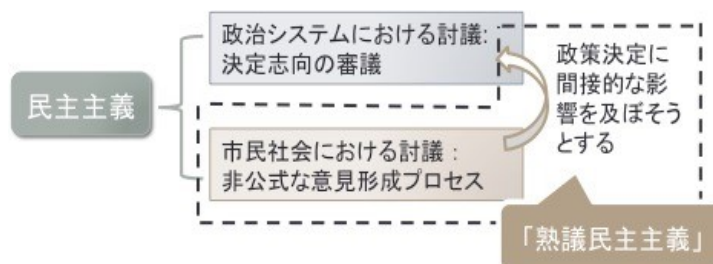 民主主義
政治システムにおける討議:
決定志向の審議
市民社会における討議：
非公式な意見形成プロセス
政策決定に
間接的な影
響を及ぼそう
とする
「熟議民主主義」